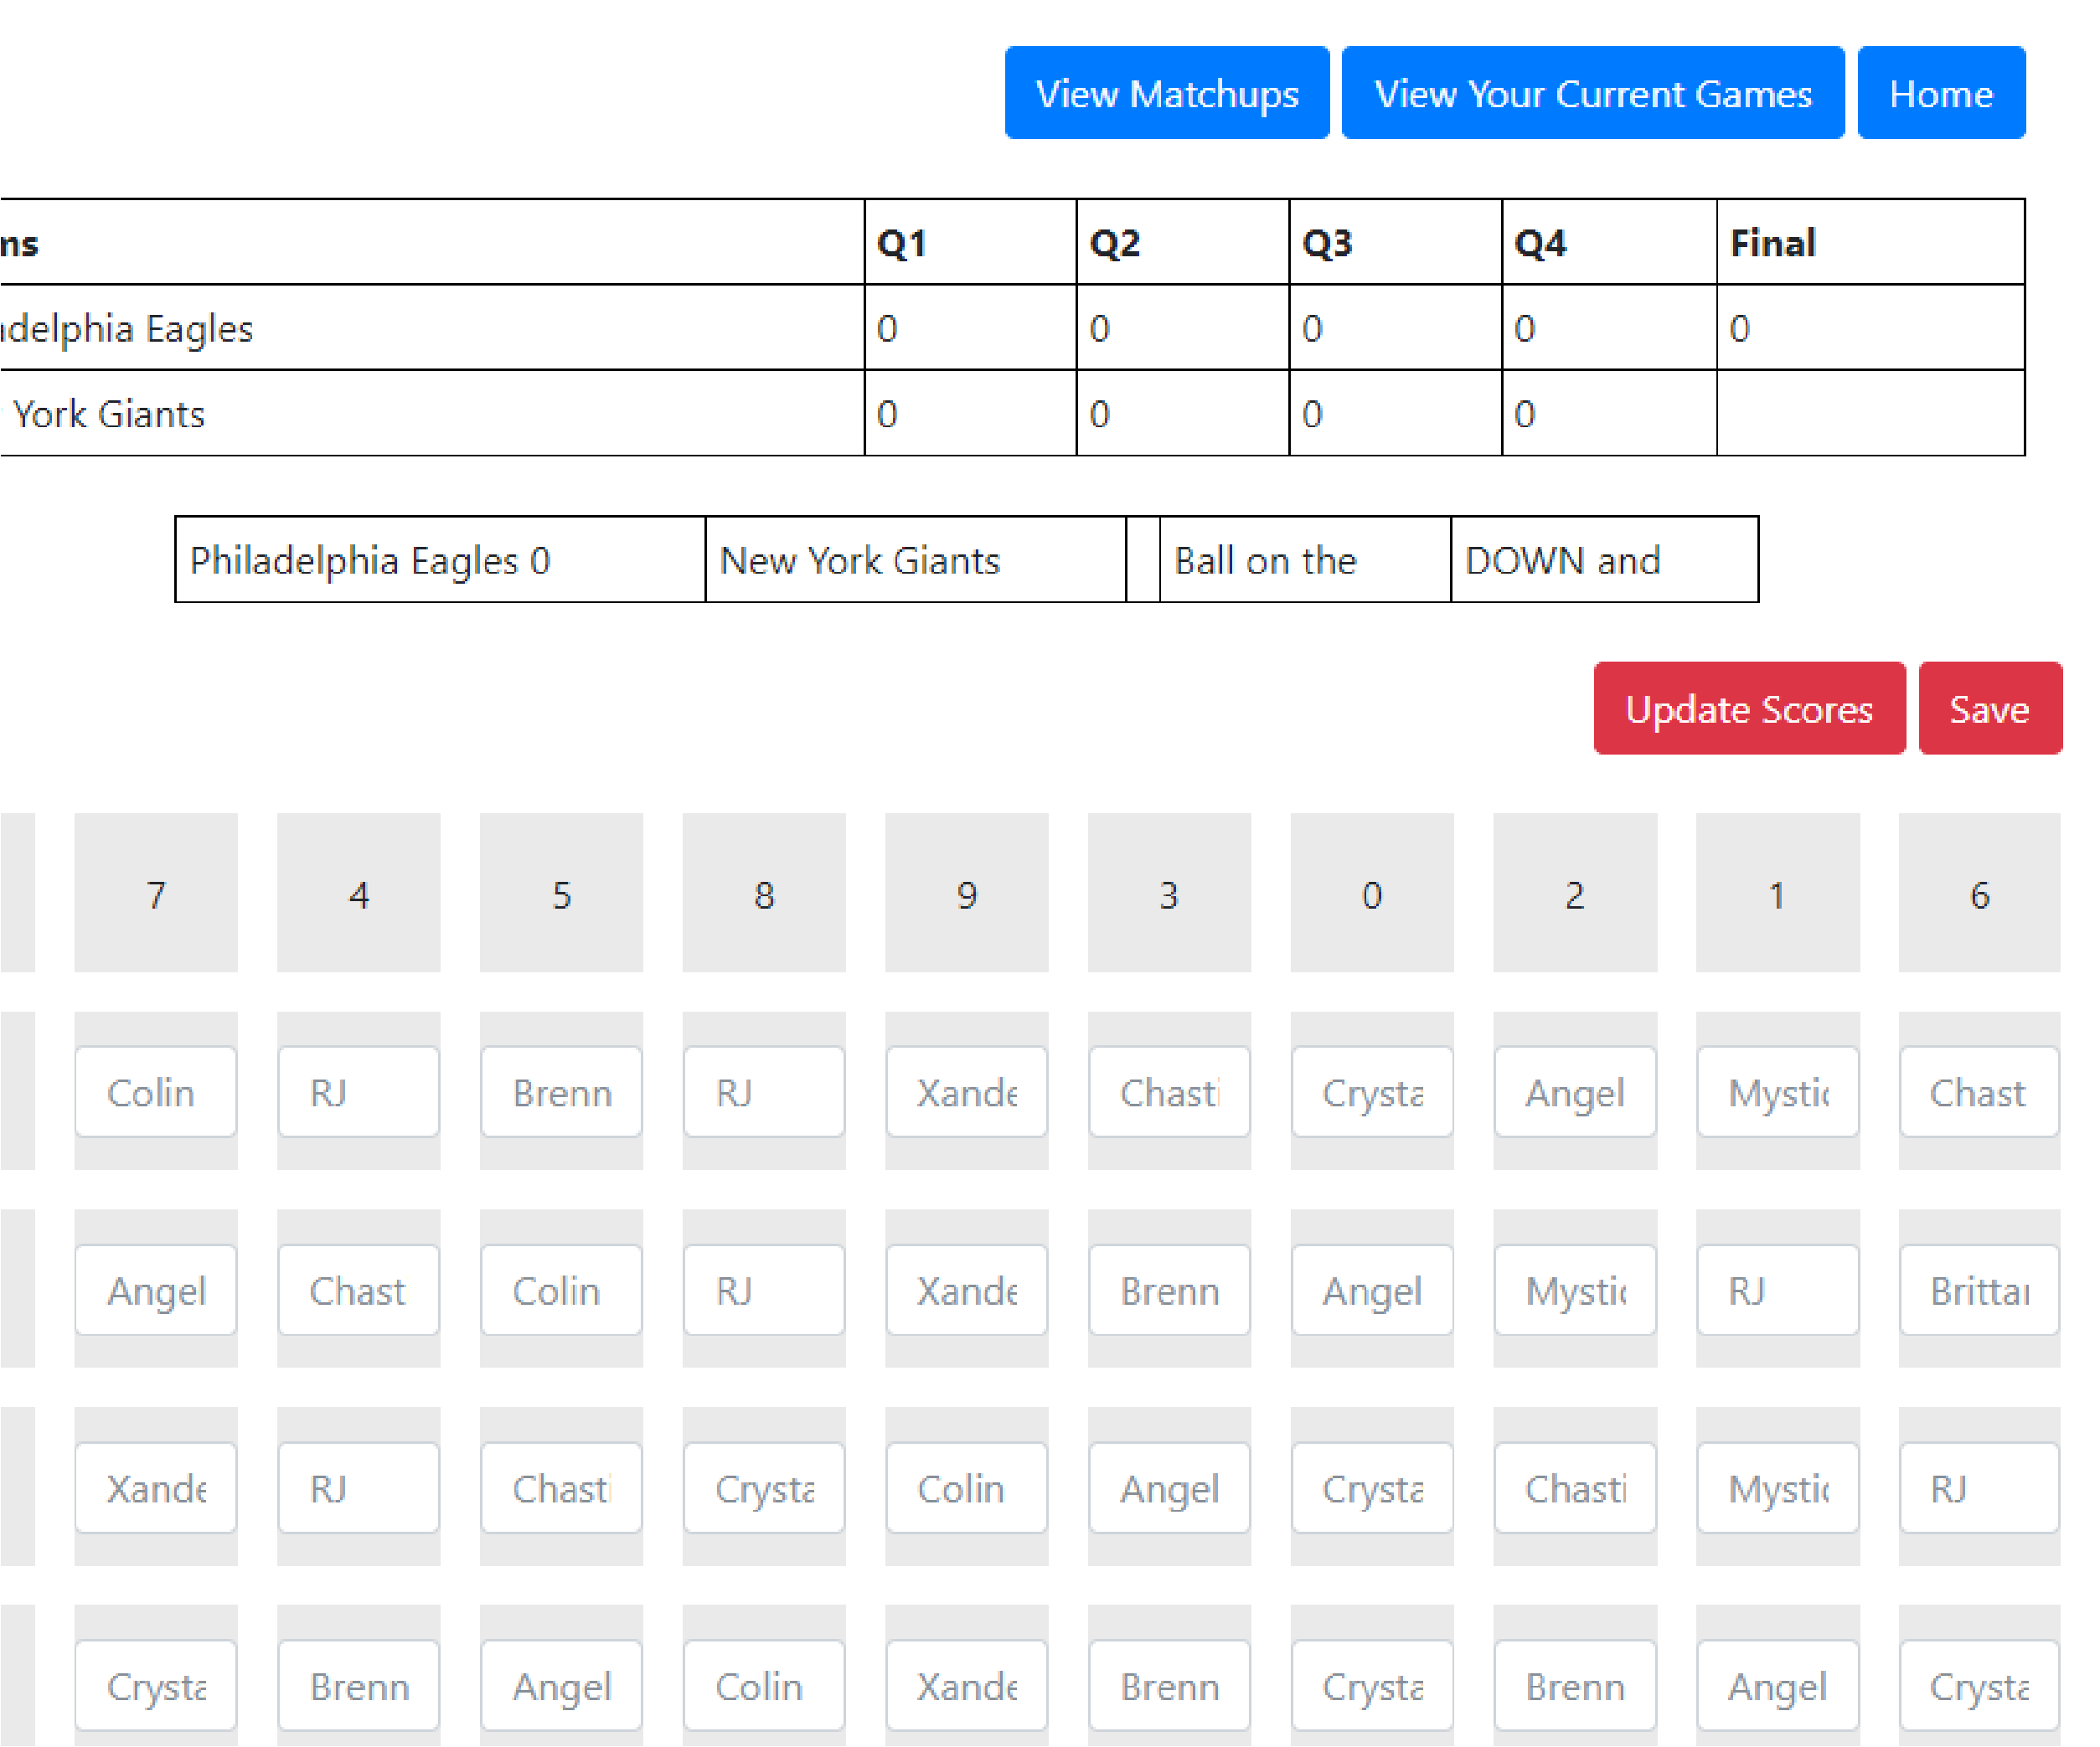 View Matchups View Your Current Games Home
ns Q1 Q2 Q3 Q4 Final
adelphia Eagles 0 0 0 0 0
York Giants 0 0 0 0
Philadelphia Eagles 0 New York Giants Ball on the DOWN and
Update Scores Save
7 4 5 8 9 3 0 2 1 6
Colin RJ Brenn RJ Xande Chasti Crysta Angel Mystic Chast
Angel Chast Colin RJ Xande Brenn Angel Mystic RJ Brittan
Xande RJ Chasti Crysta Colin Angel Crysta Chasti Mystic RJ
Crysta Brenn Angel Colin Xande Brenn Crysta Brenn Angel Crysta